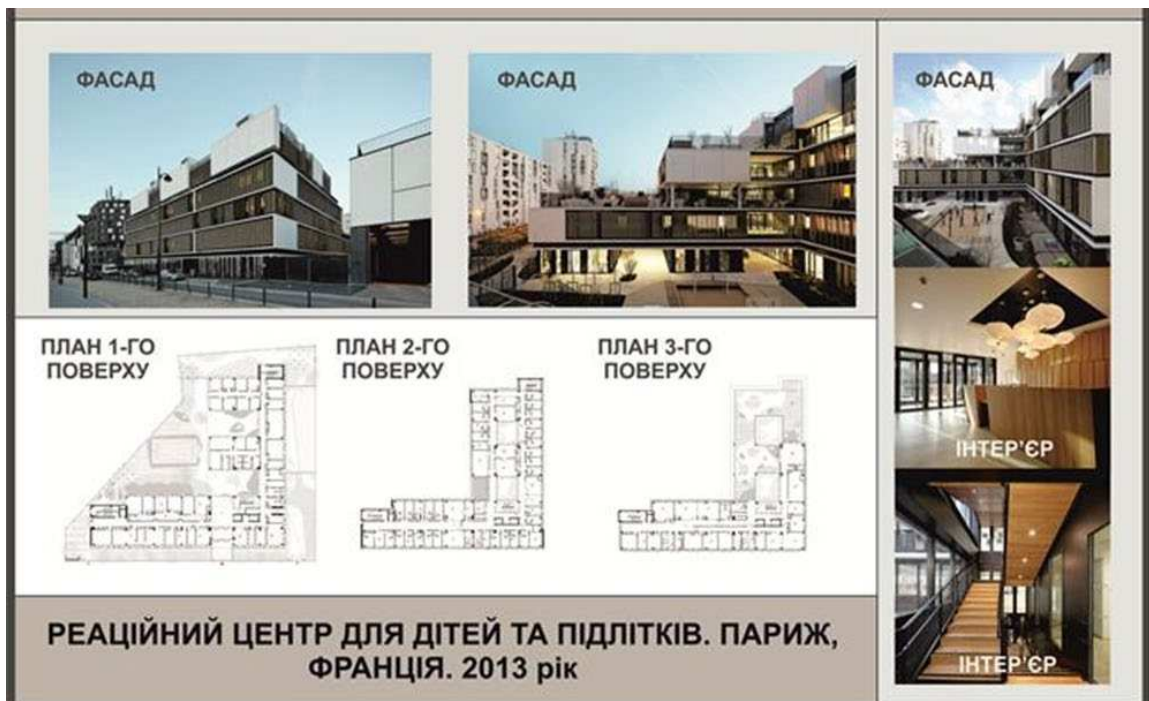 ФАСАД
ФАСАД
ФАСАД
ПЛАН 1-ГО
ПОВЕРХУ
ПЛАН 2-ГО
ПОВЕРХУ
ПЛАН 3-ГО
ПОВЕРХУ
ІНТЕР'ЄР
ІНТЕР'ЄР
РЕАЦІЙНИЙ ЦЕНТР ДЛЯ ДІТЕЙ ТА ПІДЛІТКІВ. ПАРИЖ,
ФРАНЦІЯ. 2013 рік